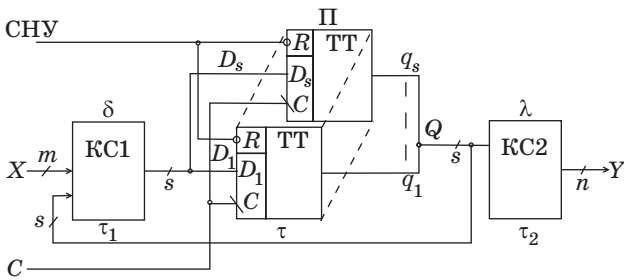 П
СНУ
R ТТ
D_s
D_s
q_s
C
δ
λ
R ТТ
Q
КС1
D_1
КС2
X m
s
D_1
s
n Y
q_1
C
s
τ_1
τ
τ_2
C